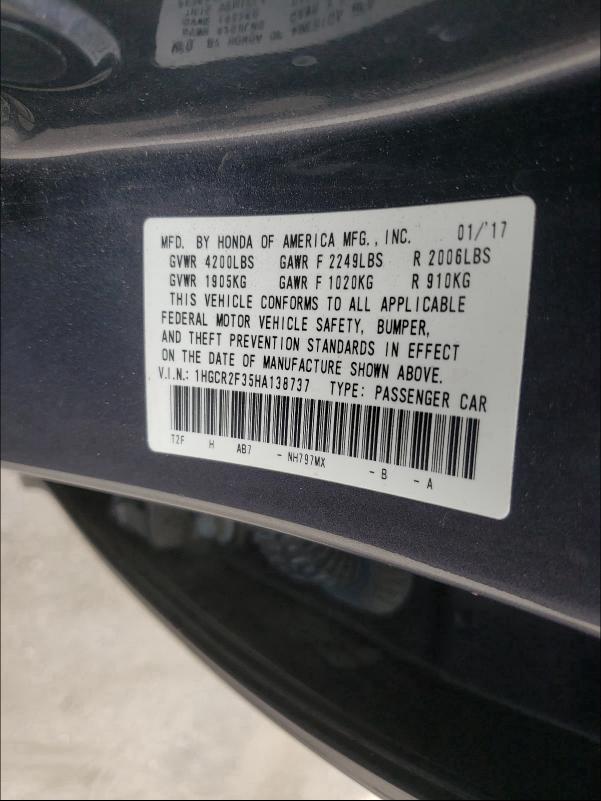 MFD. BY HONDA OF AMERICA MFG., INC. 01/'17
GVWR 4200LBS GAWR F 2249LBS R 2006LBS
GVWR 1905KG GAWR F 1020KG R 910KG
THIS VEHICLE CONFORMS TO ALL APPLICABLE
FEDERAL MOTOR VEHICLE SAFETY, BUMPER,
AND THEFT PREVENTION STANDARDS IN EFFECT
ON THE DATE OF MANUFACTURE SHOWN ABOVE.
V.I.N.: 1HGCR2F35HA138737 TYPE: PASSENGER CAR
T2F H AB7 - NH797MX - B - A